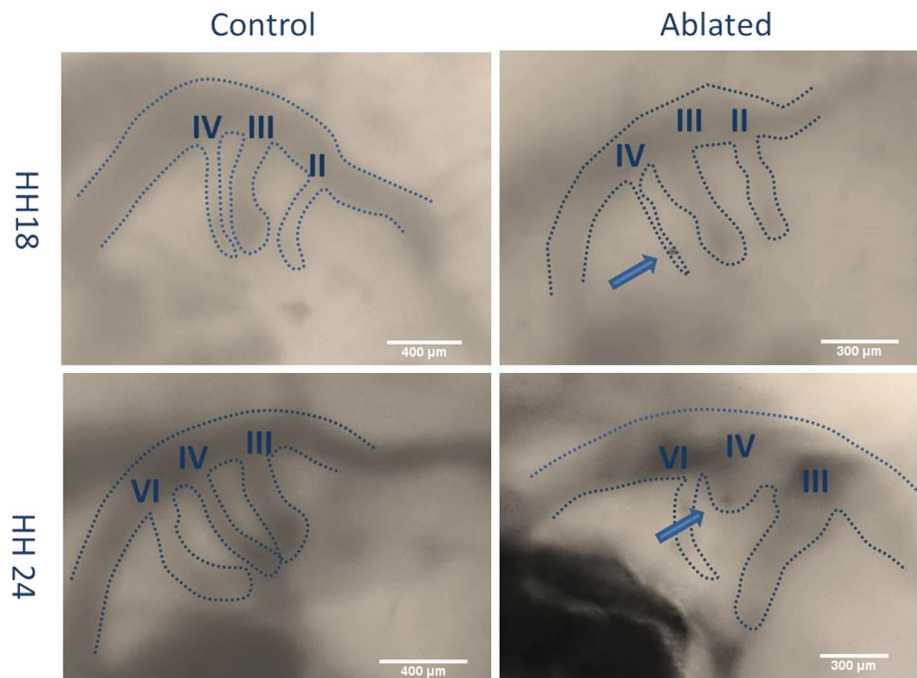 Control
Ablated
HH18
IV III II
400 µm
IV III II
300 µm
HH 24
VI IV III
400 µm
VI IV III
300 µm